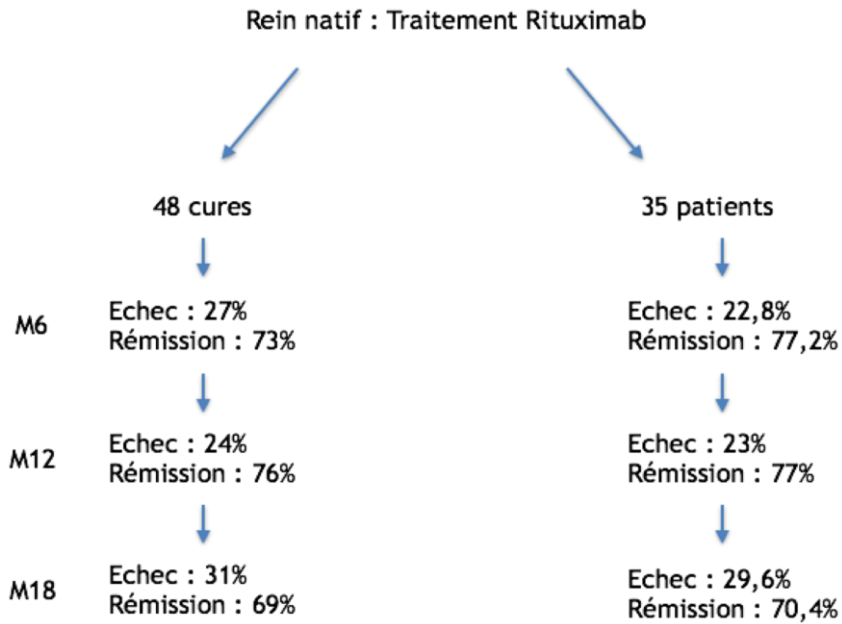 Rein natif : Traitement Rituximab
48 cures
35 patients
M6
Echec : 27%
Rémission : 73%
Echec : 22,8%
Rémission : 77,2%
M12
Echec : 24%
Rémission : 76%
Echec : 23%
Rémission : 77%
M18
Echec : 31%
Rémission : 69%
Echec : 29,6%
Rémission : 70,4%